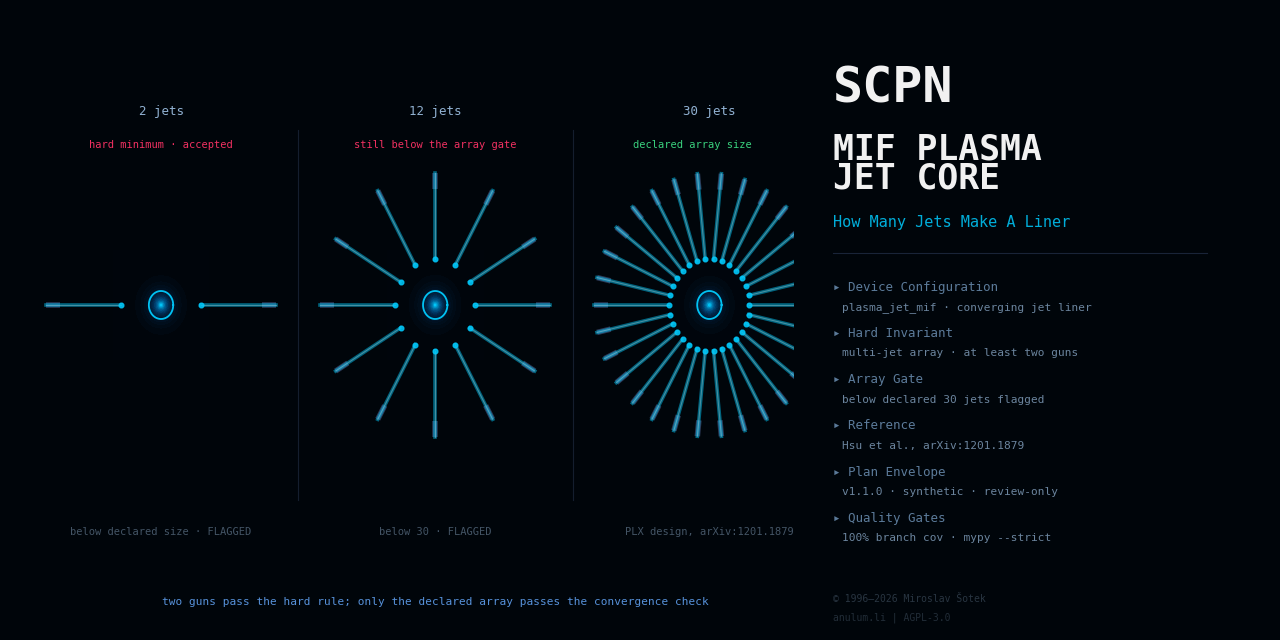 2 jets
hard minimum · accepted
below declared size · FLAGGED
12 jets
still below the array gate
below 30 · FLAGGED
30 jets
declared array size
PLX design, arXiv:1201.1879
two guns pass the hard rule; only the declared array passes the convergence check
SCPN
MIF PLASMA
JET CORE
How Many Jets Make A Liner
▸ Device Configuration
plasma_jet_mif · converging jet liner
▸ Hard Invariant
multi-jet array · at least two guns
▸ Array Gate
below declared 30 jets flagged
▸ Reference
Hsu et al., arXiv:1201.1879
▸ Plan Envelope
v1.1.0 · synthetic · review-only
▸ Quality Gates
100% branch cov · mypy --strict
© 1996–2026 Miroslav Šotek
anulum.li | AGPL-3.0